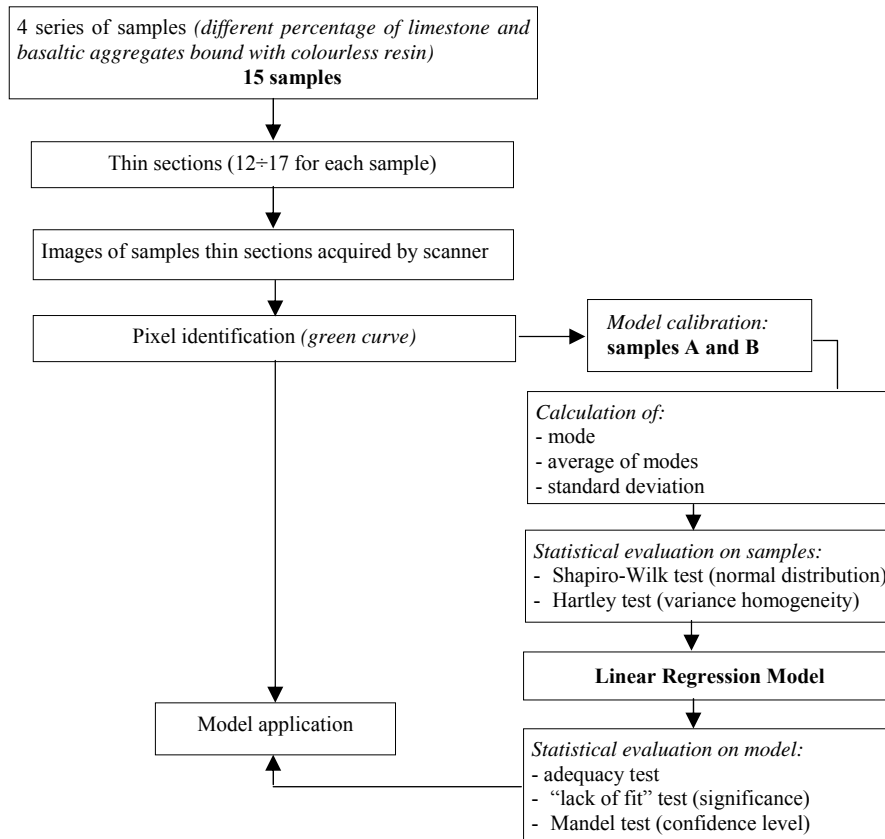 4 series of samples (different percentage of limestone and
basaltic aggregates bound with colourless resin)
15 samples
Thin sections (12÷17 for each sample)
Images of samples thin sections acquired by scanner
Pixel identification (green curve)
Model calibration:
samples A and B
Calculation of:
- mode
- average of modes
- standard deviation
Statistical evaluation on samples:
- Shapiro-Wilk test (normal distribution)
- Hartley test (variance homogeneity)
Linear Regression Model
Model application
Statistical evaluation on model:
- adequacy test
- “lack of fit” test (significance)
- Mandel test (confidence level)